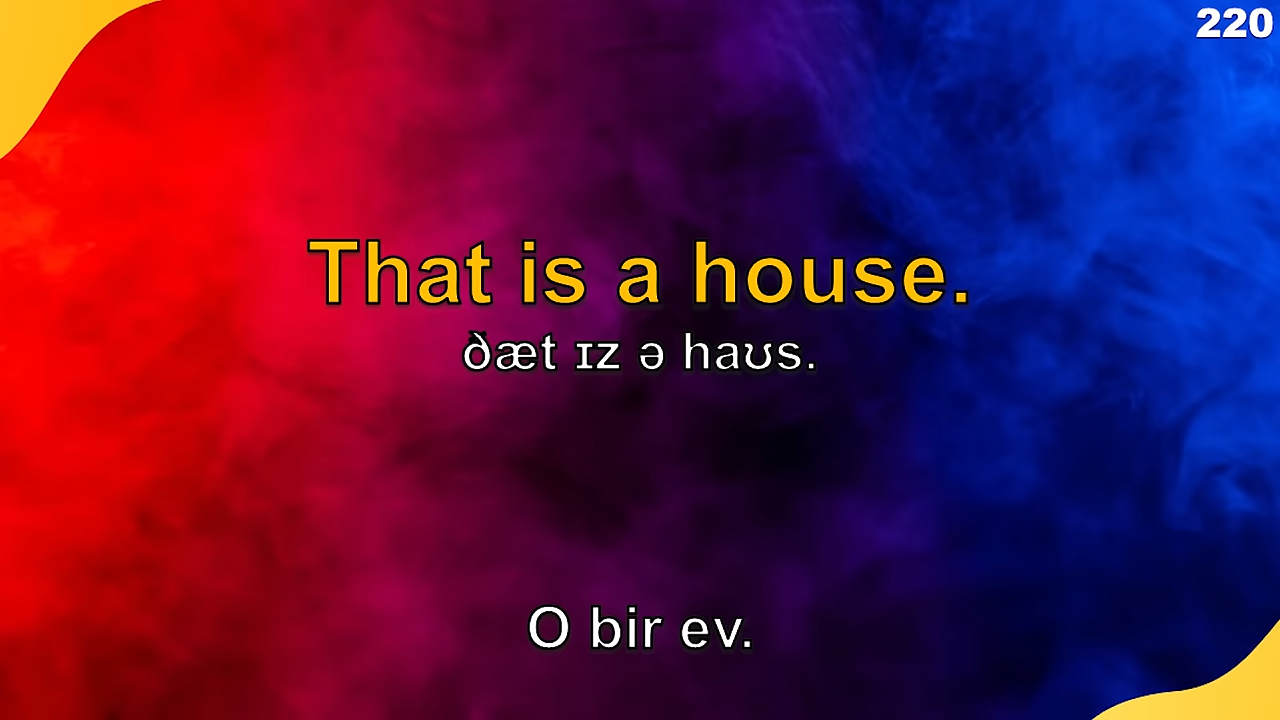 220
That is a house.
ðæt ɪz ə haʊs.
O bir ev.